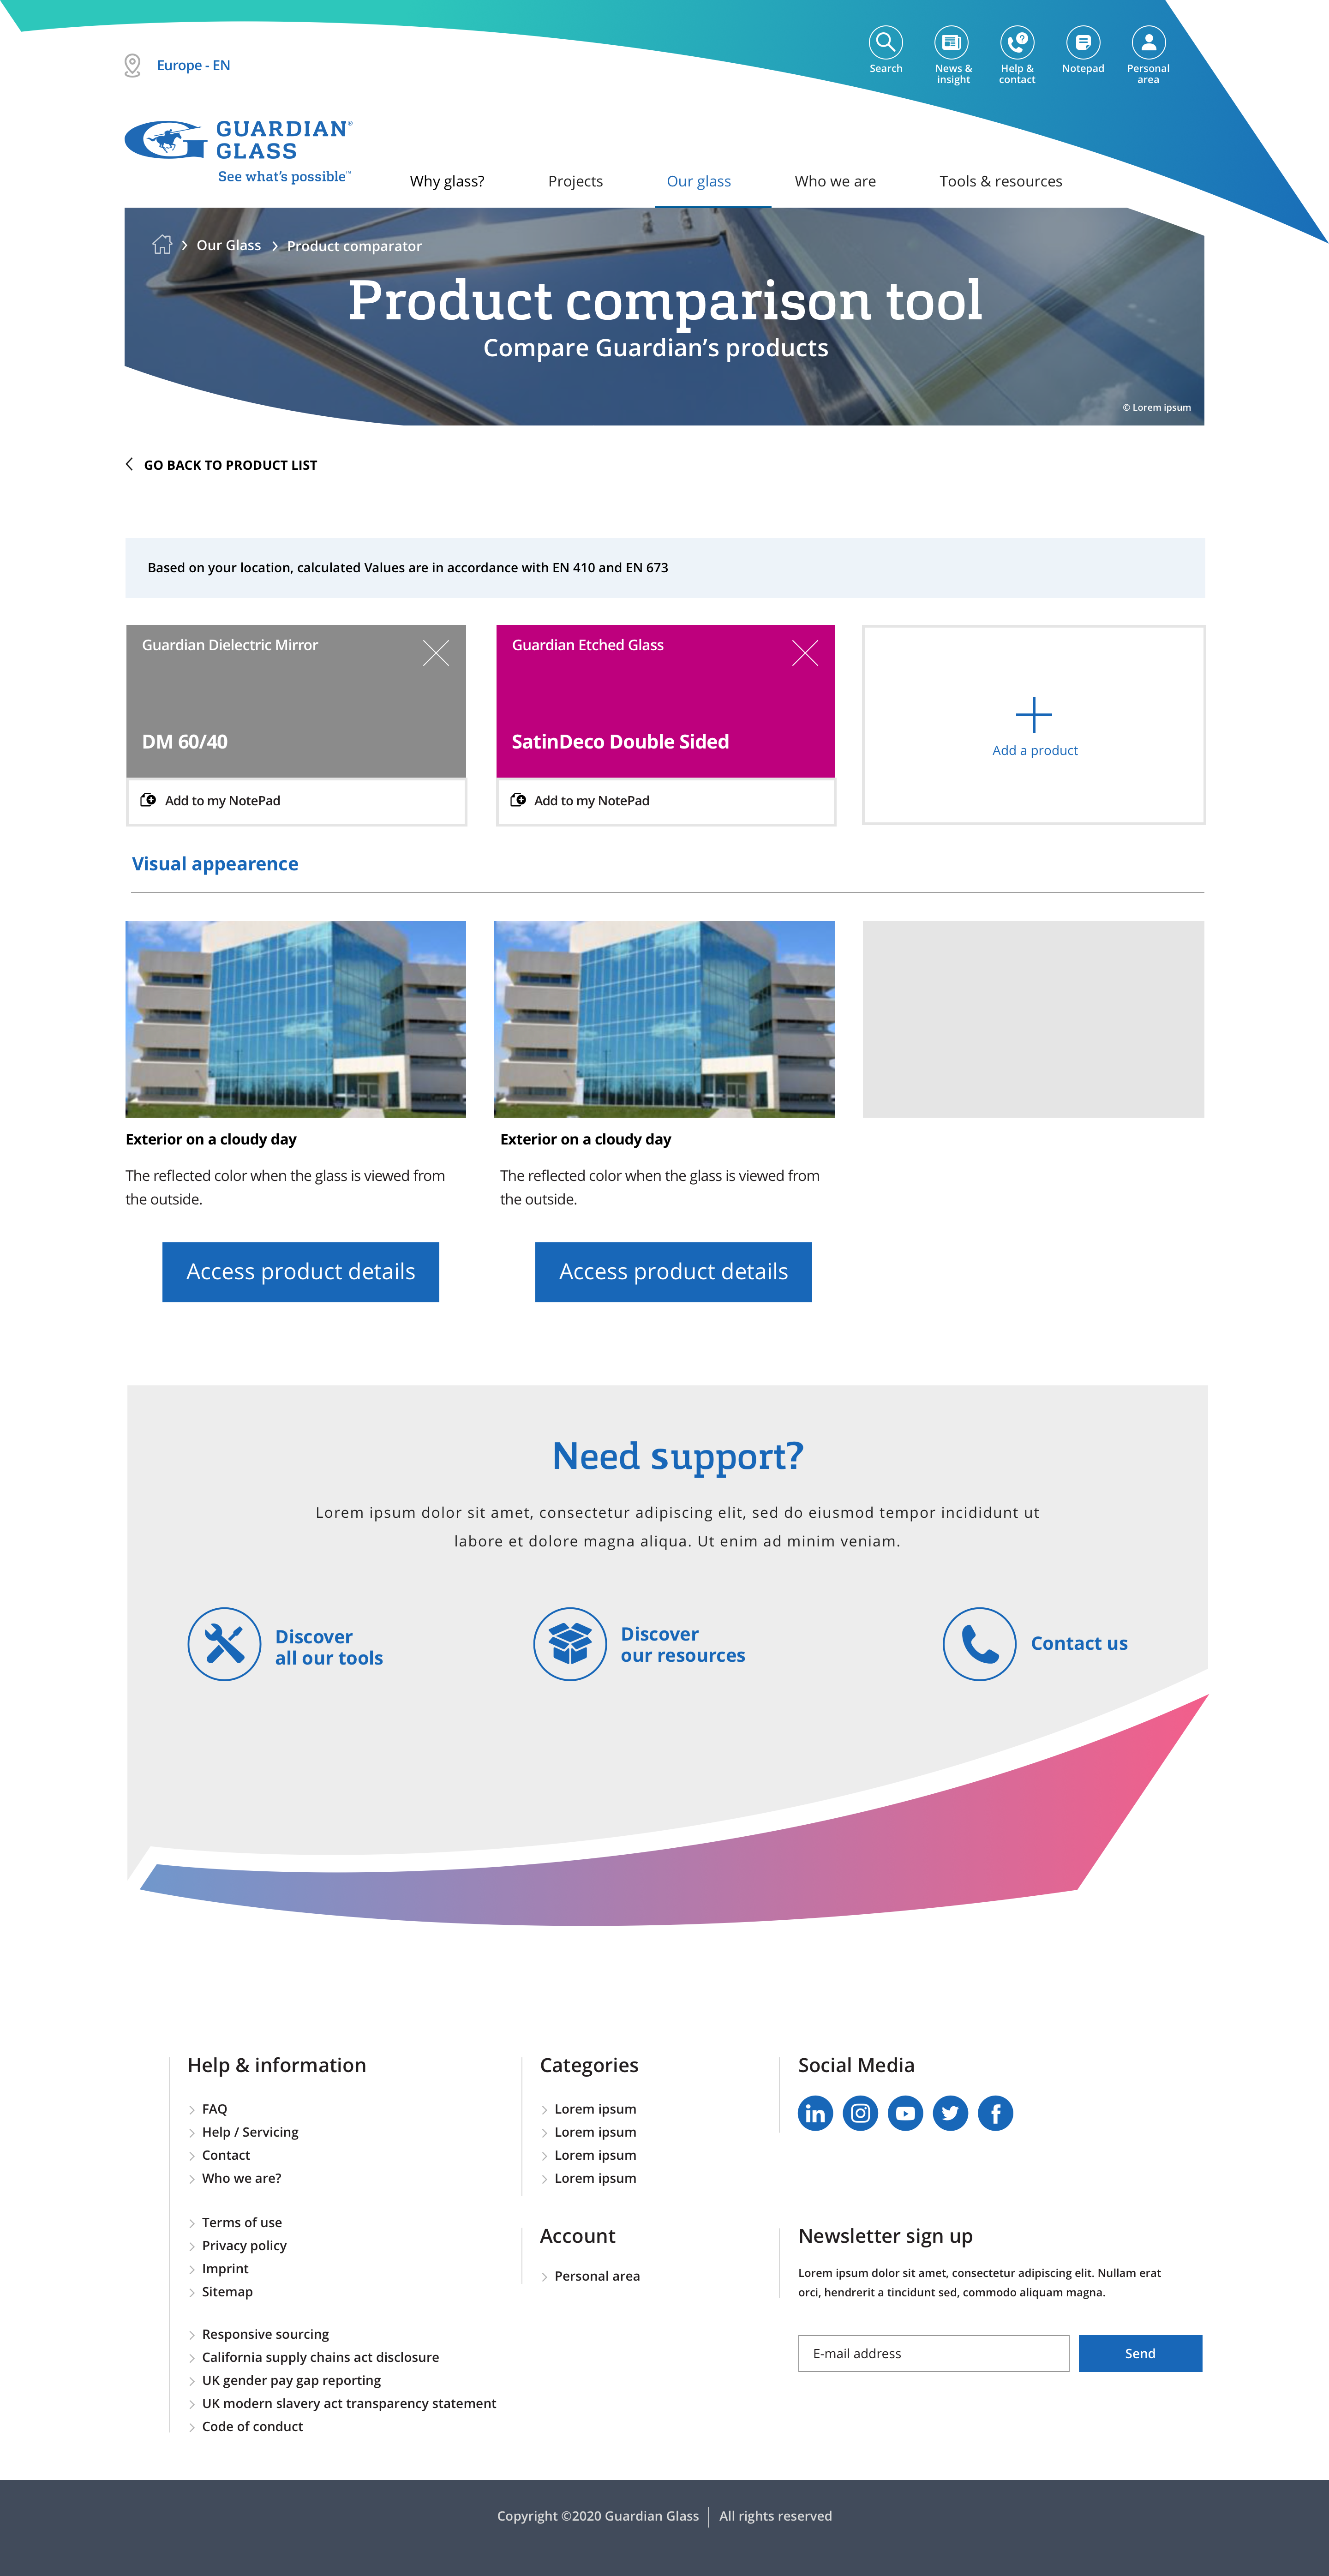 Europe - EN
Search
News &
insight
Help &
contact
Notepad
Personal
area
GUARDIAN®
GLASS
See what's possible™
Why glass?
Projects
Our glass
Who we are
Tools & resources
Our Glass
Product comparator
Product comparison tool
Compare Guardian's products
© Lorem ipsum
GO BACK TO PRODUCT LIST
Based on your location, calculated Values are in accordance with EN 410 and EN 673
Guardian Dielectric Mirror
DM 60/40
Add to my NotePad
Guardian Etched Glass
SatinDeco Double Sided
Add to my NotePad
Add a product
Visual appearence
Exterior on a cloudy day
The reflected color when the glass is viewed from
the outside.
Access product details
Exterior on a cloudy day
The reflected color when the glass is viewed from
the outside.
Access product details
Need support?
Lorem ipsum dolor sit amet, consectetur adipiscing elit, sed do eiusmod tempor incididunt ut
labore et dolore magna aliqua. Ut enim ad minim veniam.
Discover
all our tools
Discover
our resources
Contact us
Help & information
FAQ
Help / Servicing
Contact
Who we are?
Terms of use
Privacy policy
Imprint
Sitemap
Responsive sourcing
California supply chains act disclosure
UK gender pay gap reporting
UK modern slavery act transparency statement
Code of conduct
Categories
Lorem ipsum
Lorem ipsum
Lorem ipsum
Lorem ipsum
Account
Personal area
Social Media
Newsletter sign up
Lorem ipsum dolor sit amet, consectetur adipiscing elit. Nullam erat
orci, hendrerit a tincidunt sed, commodo aliquam magna.
E-mail address
Send
Copyright ©2020 Guardian Glass
All rights reserved